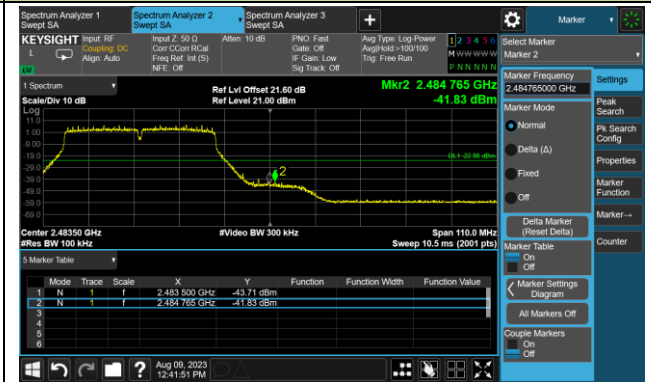 Spectrum Analyzer 1
Swept SA
Spectrum Analyzer 2
Swept SA
Spectrum Analyzer 3
Swept SA
+
Marker
KEYSIGHT
L
Input: RF
Coupling: DC
Align: Auto
Input Z: 50 Ω
Corr CCorr RCal
Freq Ref: Int (S)
NFE: Off
Atten: 10 dB
PNO: Fast
Gate: Off
IF Gain: Low
Sig Track: Off
Avg Type: Log-Power
Avg|Hold:>100/100
Trig: Free Run
1 2 3 4 5 6
M W W W W W
P N N N N N
Select Marker
Marker 2
LW
1 Spectrum
Scale/Div 10 dB
Ref Lvl Offset 21.60 dB
Ref Level 21.00 dBm
Mkr2 2.484 765 GHz
-41.83 dBm
Log
11.0
1.00
-9.00
-19.0
-29.0
-39.0
-49.0
-59.0
-69.0
DL1 -22.88 dBm
2
Center 2.48350 GHz
#Res BW 100 kHz
#Video BW 300 kHz
Span 110.0 MHz
Sweep 10.5 ms (2001 pts)
5 Marker Table
Mode Trace Scale X Y Function Function Width Function Value
1 N 1 f 2.483 500 GHz -43.71 dBm
2 N 1 f 2.484 765 GHz -41.83 dBm
3
4
5
6
Marker Frequency
2.484765000 GHz
Marker Mode
Normal
Delta (Δ)
Fixed
Off
Delta Marker
(Reset Delta)
Marker Table
On
Off
Marker Settings
Diagram
All Markers Off
Couple Markers
On
Off
Settings
Peak
Search
Pk Search
Config
Properties
Marker
Function
Marker→
Counter
?
Aug 09, 2023
12:41:51 PM